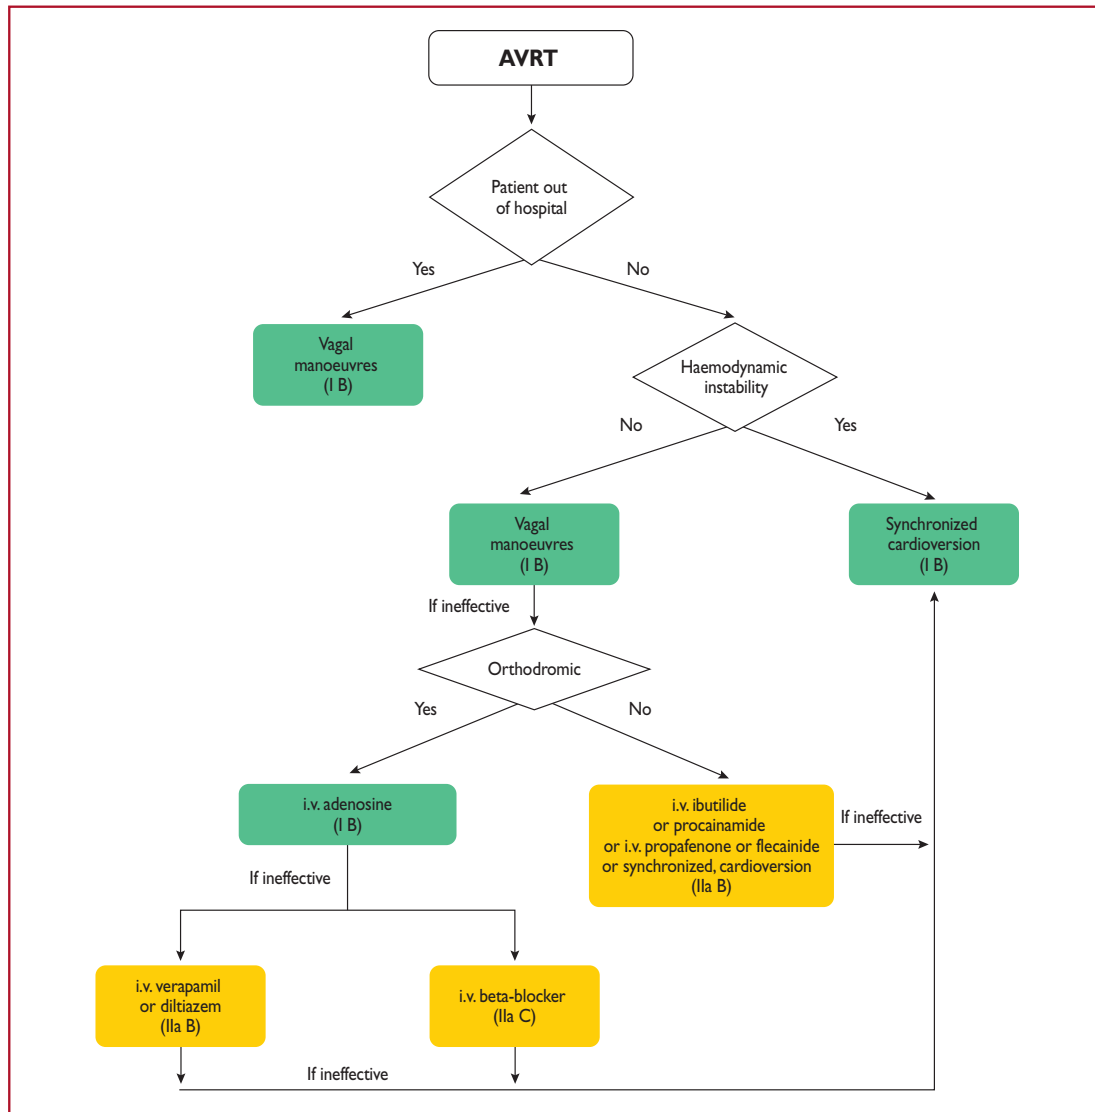 AVRT
Patient out
of hospital
Yes
No
Vagal
manoeuvres
(I B)
Haemodynamic
instability
No
Yes
Vagal
manoeuvres
(I B)
Synchronized
cardioversion
(I B)
If ineffective
Orthodromic
Yes
No
i.v. adenosine
(I B)
i.v. ibutilide
or procainamide
or i.v. propafenone or flecainide
or synchronized, cardioversion
(IIa B)
If ineffective
If ineffective
i.v. verapamil
or diltiazem
(IIa B)
i.v. beta-blocker
(IIa C)
If ineffective